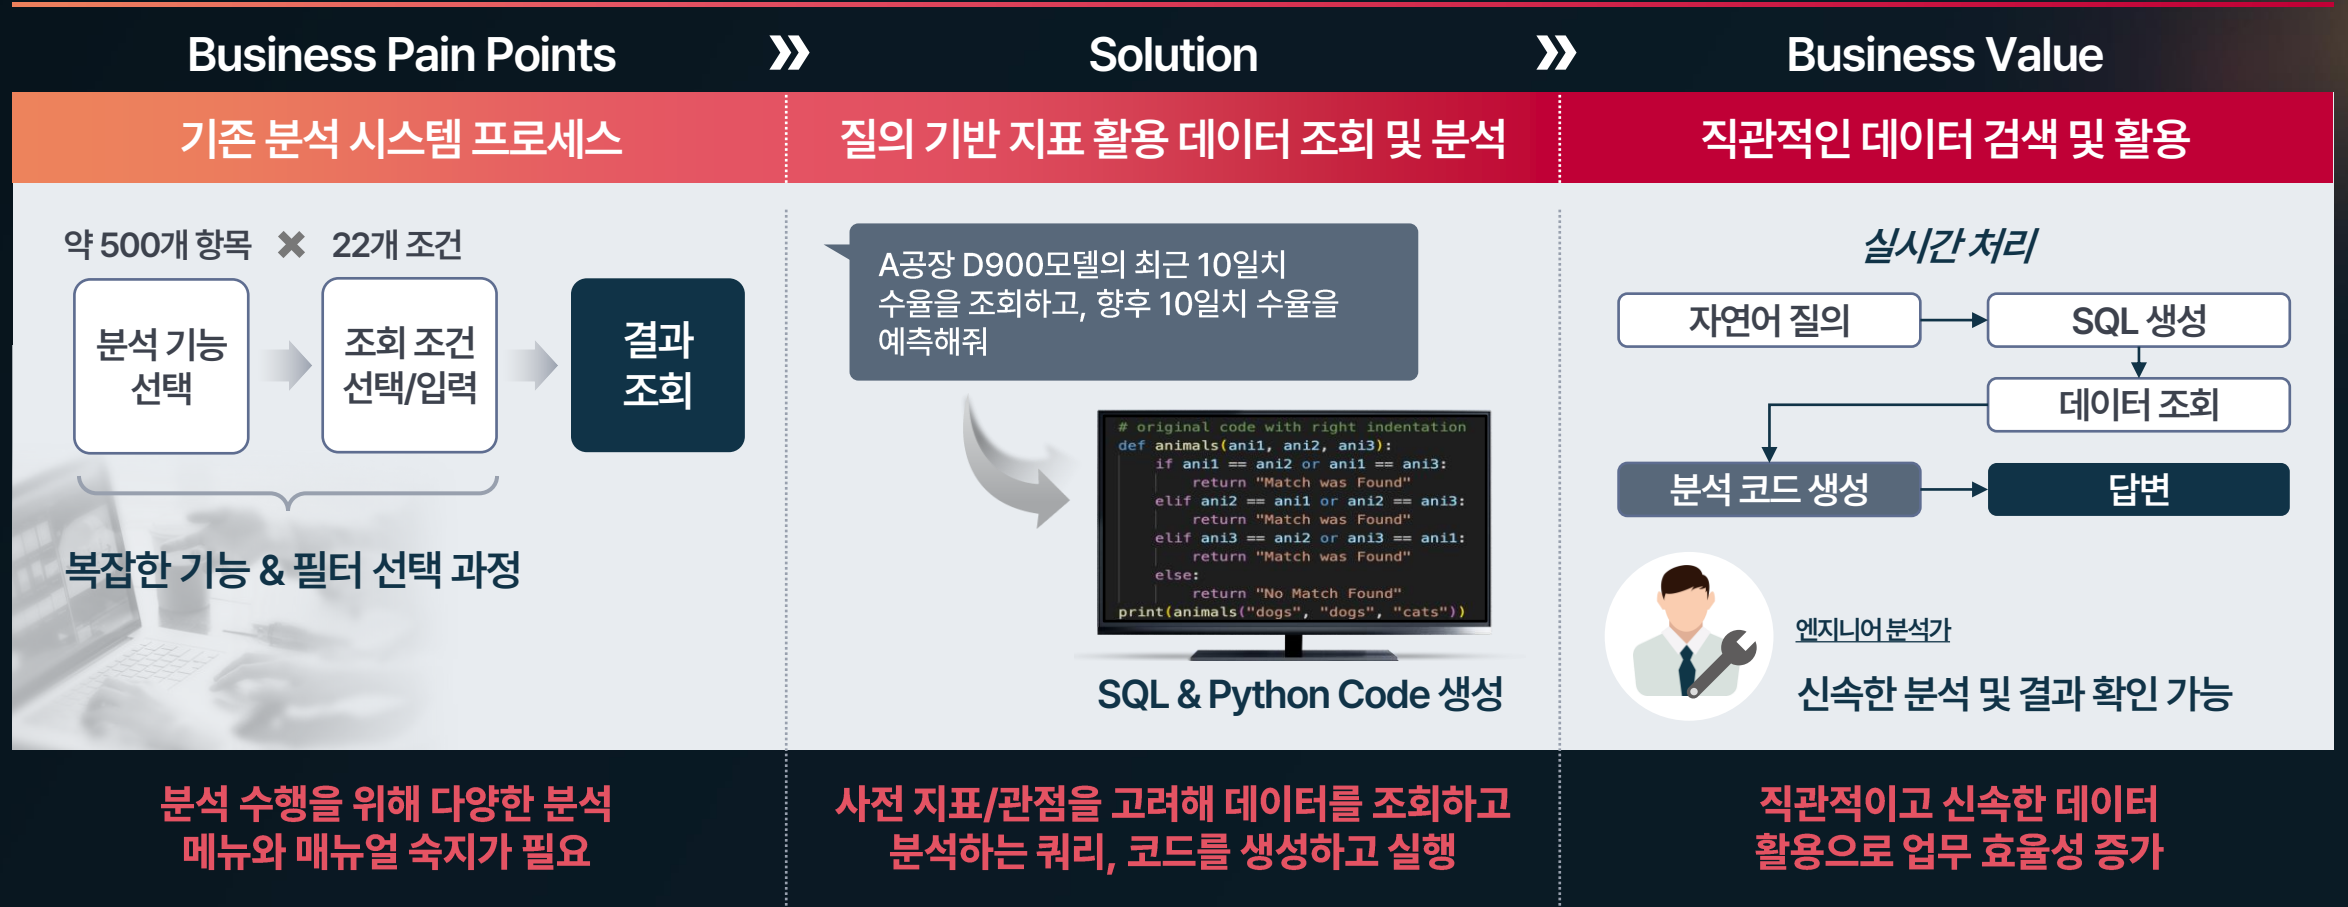 Business Pain Points
»
Solution
»
Business Value
기존 분석 시스템 프로세스
질의 기반 지표 활용 데이터 조회 및 분석
직관적인 데이터 검색 및 활용
약 500개 항목 ✖ 22개 조건
분석 기능
선택
조회 조건
선택/입력
결과
조회
복잡한 기능 & 필터 선택 과정
A공장 D900모델의 최근 10일치
수율을 조회하고, 향후 10일치 수율을
예측해줘
# original code with right indentation
def animals(ani1, ani2, ani3):
if ani1 == ani2 or ani1 == ani3:
return "Match was Found"
elif ani2 == ani1 or ani2 == ani3:
return "Match was Found"
elif ani3 == ani2 or ani3 == ani1:
return "Match was Found"
else:
return "No Match Found"
print(animals("dogs", "dogs", "cats"))
SQL & Python Code 생성
실시간 처리
자연어 질의
SQL 생성
데이터 조회
분석 코드 생성
답변
엔지니어 분석가
신속한 분석 및 결과 확인 가능
분석 수행을 위해 다양한 분석
메뉴와 매뉴얼 숙지가 필요
사전 지표/관점을 고려해 데이터를 조회하고
분석하는 쿼리, 코드를 생성하고 실행
직관적이고 신속한 데이터
활용으로 업무 효율성 증가